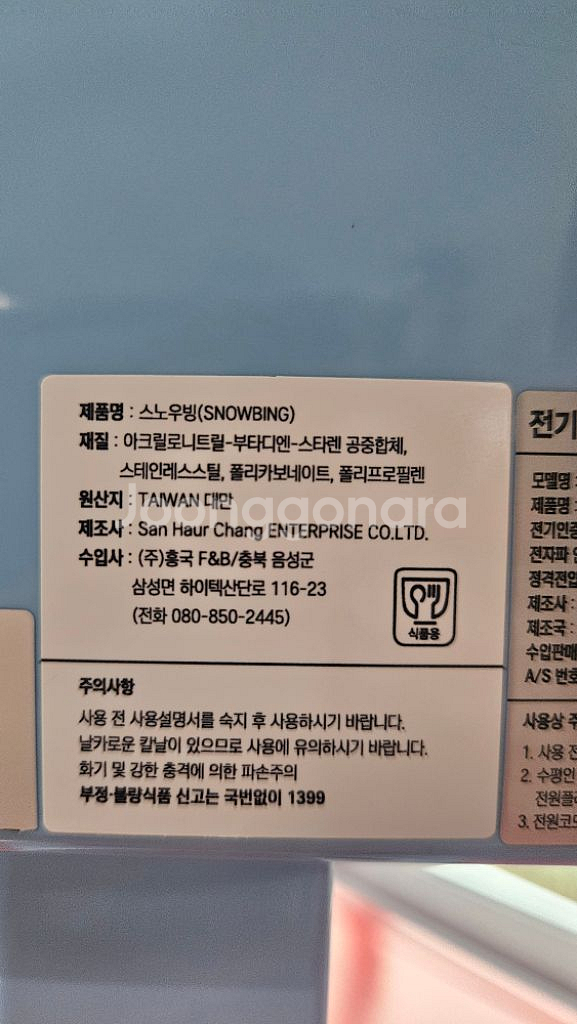 제품명 : 스노우빙(SNOWBING)
재질 : 아크릴로니트릴-부타디엔-스타렌 공중합체,
스테인레스스틸, 폴리카보네이트, 폴리프로필렌
원산지 : TAIWAN 대만
제조사 : San Haur Chang ENTERPRISE CO.LTD.
수입사 : (주)흥국 F&B/충북 음성군
삼성면 하이텍산단로 116-23
(전화 080-850-2445)
식품용
주의사항
사용 전 사용설명서를 숙지 후 사용하시기 바랍니다.
날카로운 칼날이 있으므로 사용에 유의하시기 바랍니다.
화기 및 강한 충격에 의한 파손주의
부정·불량식품 신고는 국번없이 1399
Joonggonara
전기
모델명 :
제품명 :
전기인증
전자파
정격전압
제조사 :
제조국 :
수입판매
A/S 번호
사용상
1. 사용 전
2. 수평인
전원플
3. 전원코드